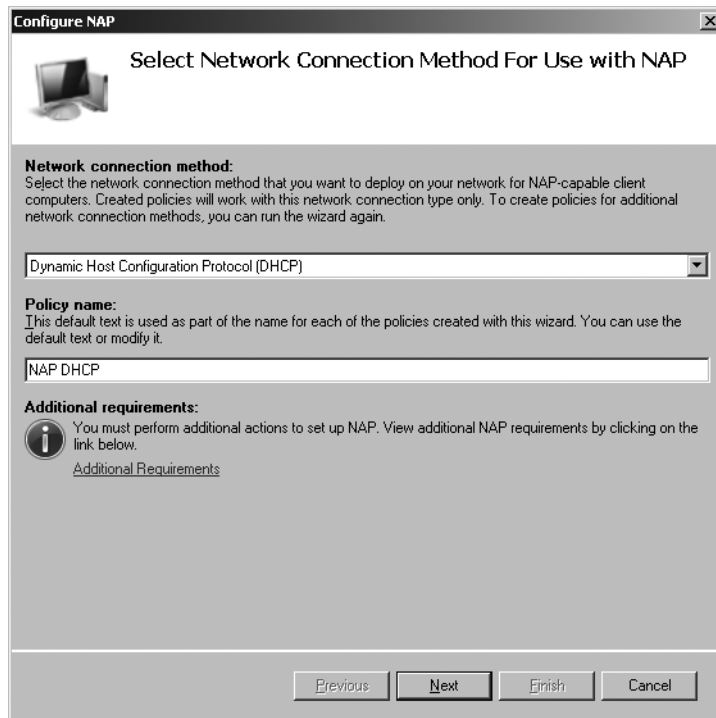 Configure NAP
Select Network Connection Method For Use with NAP
Network connection method:
Select the network connection method that you want to deploy on your network for NAP-capable client
computers. Created policies will work with this network connection type only. To create policies for additional
network connection methods, you can run the wizard again.
Dynamic Host Configuration Protocol (DHCP)
Policy name:
This default text is used as part of the name for each of the policies created with this wizard. You can use the
default text or modify it.
NAP DHCP
Additional requirements:
You must perform additional actions to set up NAP. View additional NAP requirements by clicking on the
link below.
Additional Requirements
Previous Next Finish Cancel